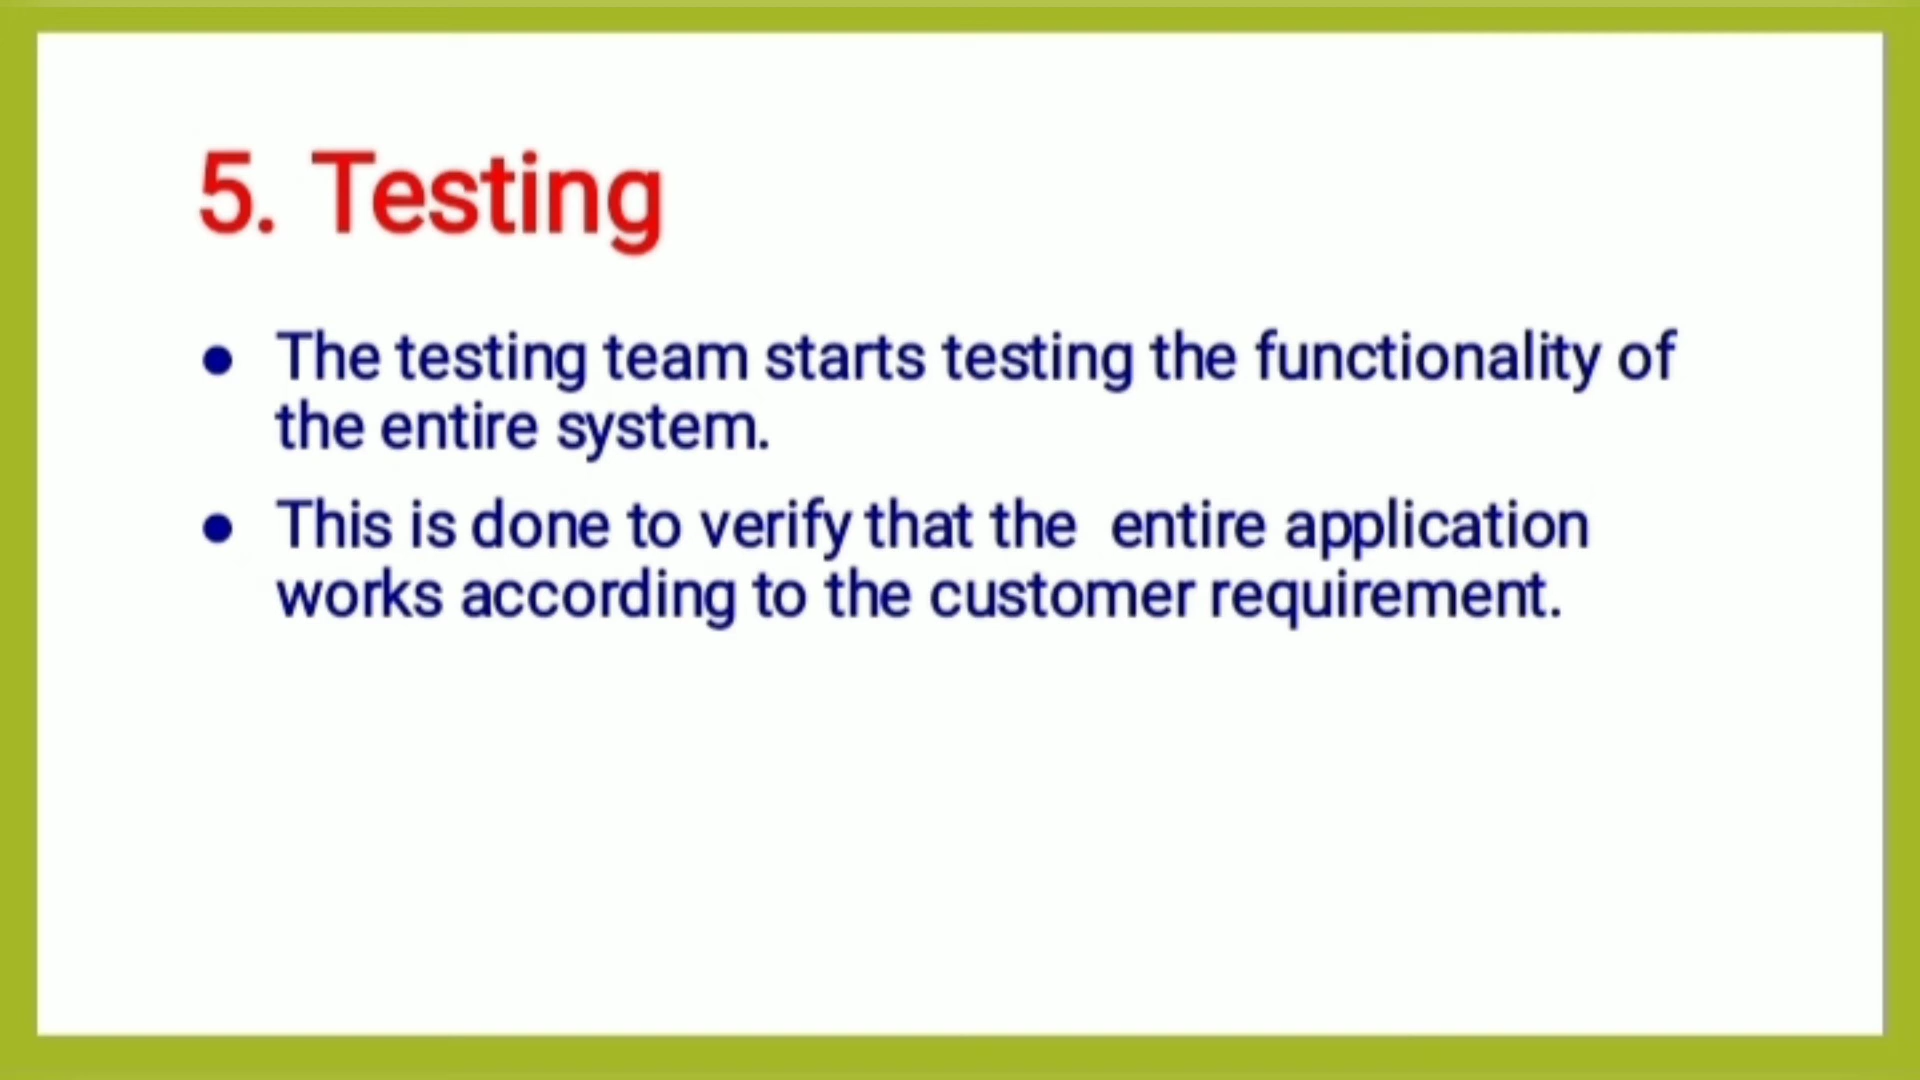 5. Testing
● The testing team starts testing the functionality of
the entire system.
● This is done to verify that the  entire application
works according to the customer requirement.